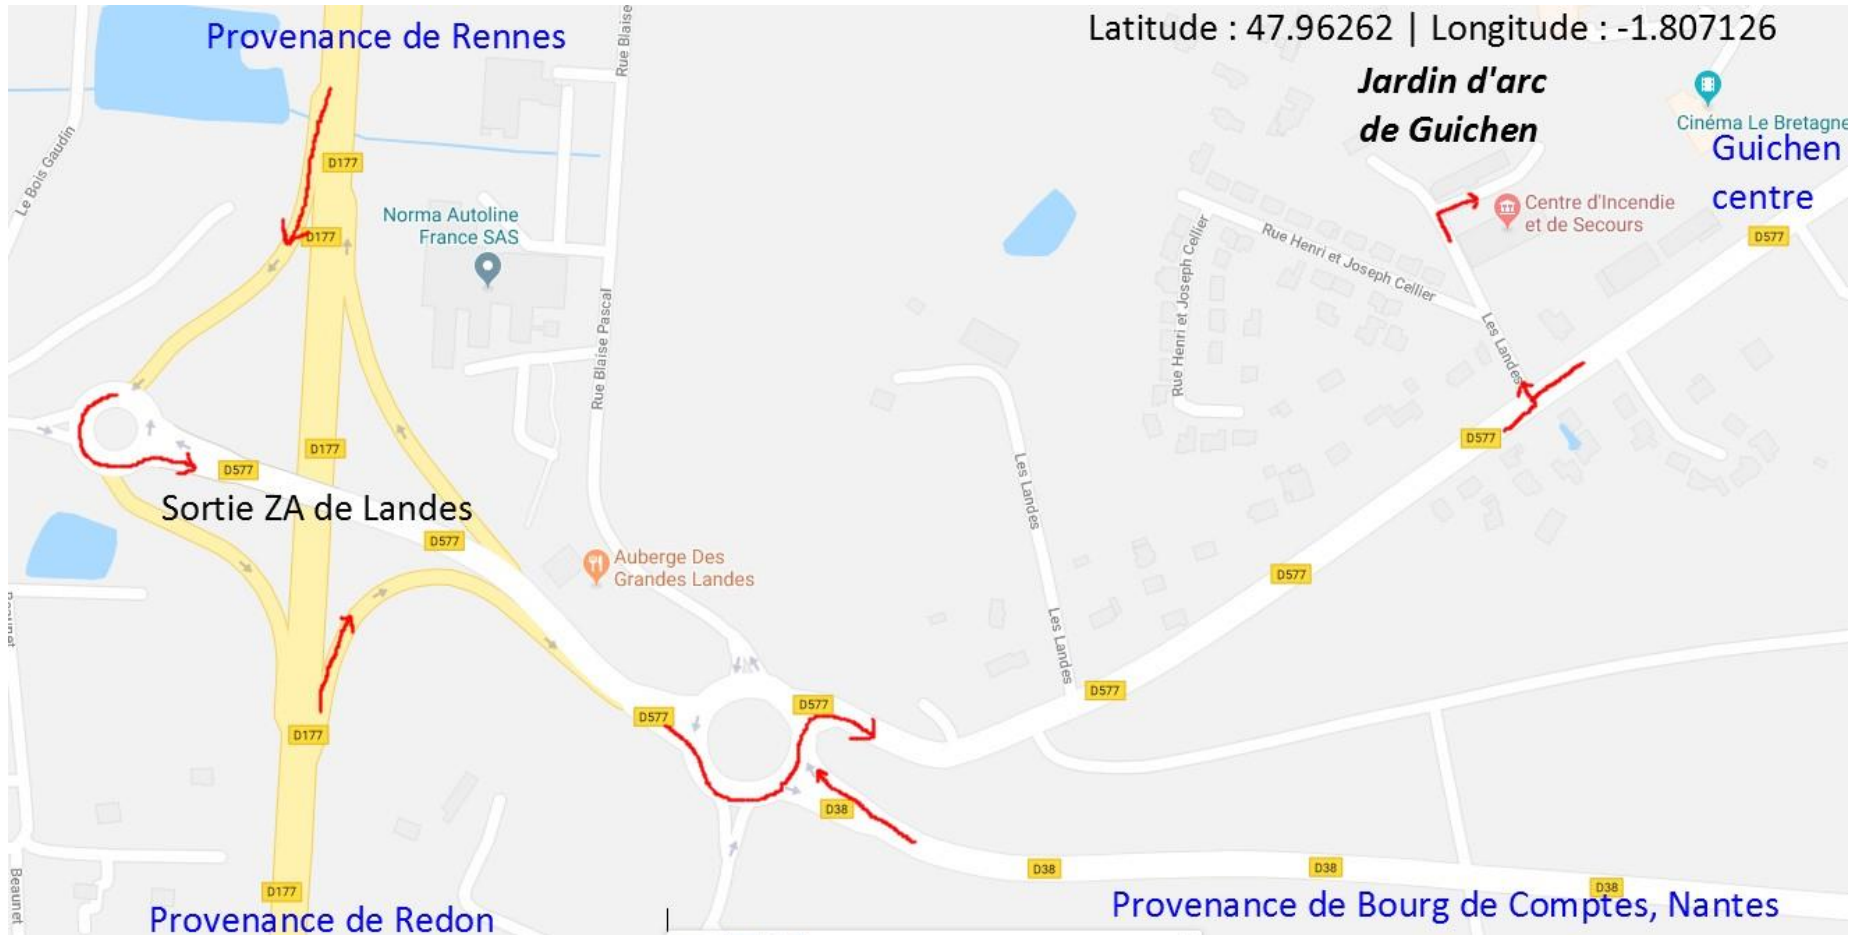 Provenance de Rennes
Latitude : 47.96262 | Longitude : -1.807126
Jardin d'arc
de Guichen
Cinéma Le Bretagne
Guichen
centre
Rue Blaise
Le Bois Gaudin
D177
Norma Autoline
France SAS
D177
Centre d'Incendie
et de Secours
D577
Rue Henri et Joseph Cellier
Rue Henri et Joseph Cellier
Rue Blaise Pascal
Les Landes
D177
D577
D577
Sortie ZA de Landes
D577
Les Landes
Auberge Des
Grandes Landes
D577
Les Landes
D577
D577
D577
D177
D38
D38
D38
D38
D177
Beaunet
Provenance de Redon
Provenance de Bourg de Comptes, Nantes